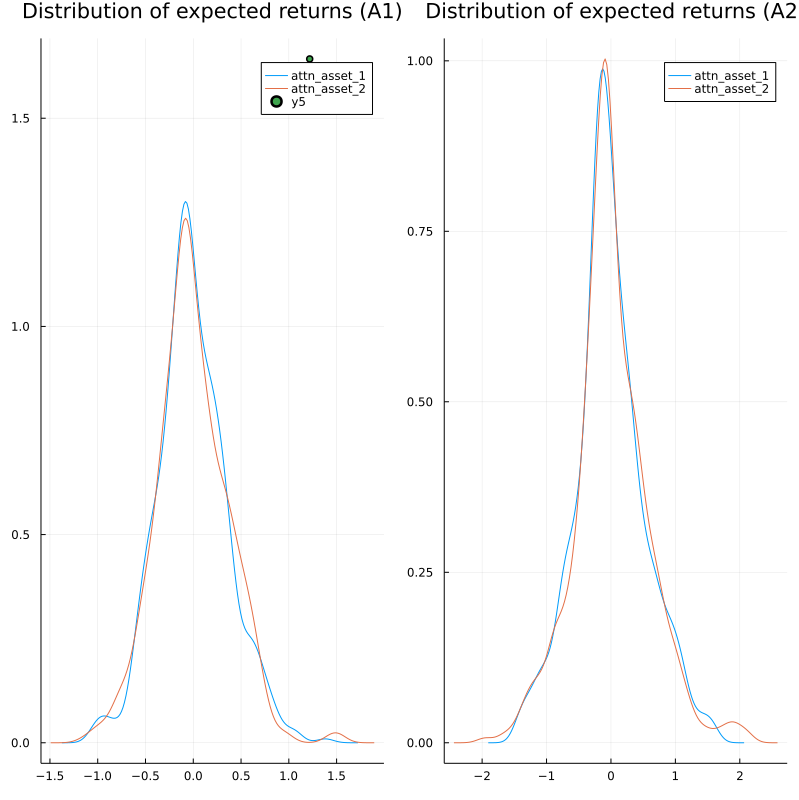 Distribution of expected returns (A1)
Distribution of expected returns (A2
attn_asset_1
attn_asset_2
y5
attn_asset_1
attn_asset_2
1.5
1.0
0.5
0.0
−1.5 −1.0 −0.5 0.0 0.5 1.0 1.5
1.00
0.75
0.50
0.25
0.00
−2 −1 0 1 2